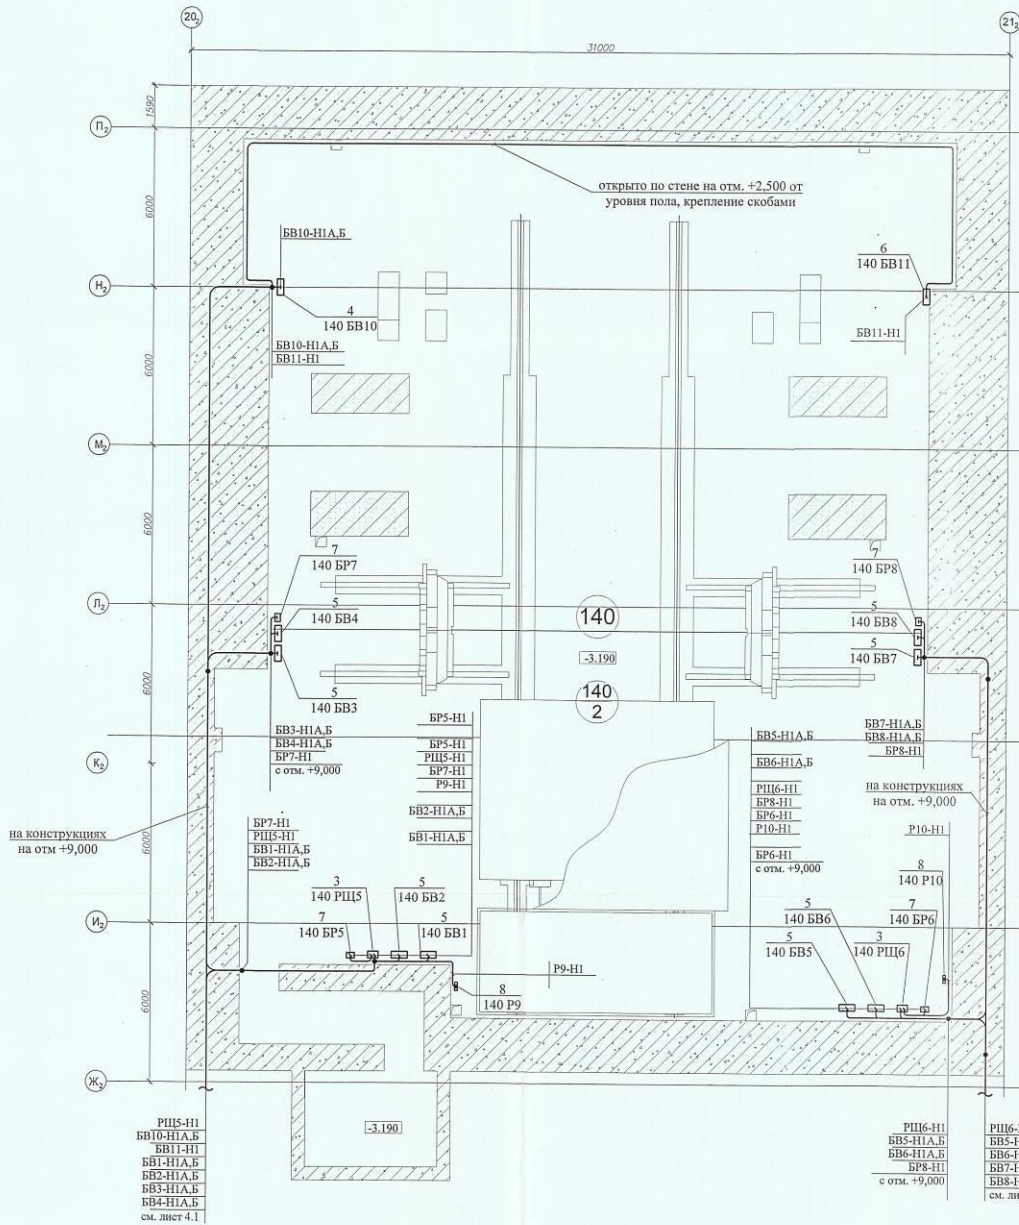 20₂
21₂
31000
1590
П₂
6000
открыто по стене на отм. +2,500 от
уровня пола, крепление скобами
БВ10-Н1А,Б
6
140 БВ11
Н₂
4
140 БВ10
БВ11-Н1
БВ10-Н1А,Б
БВ11-Н1
6000
М₂
6000
7
140 БР7
7
140 БР8
Л₂
5
140 БВ4
140
5
140 БВ8
-3.190
5
140 БВ7
5
140 БВ3
140
2
6000
БВ3-Н1А,Б
БВ4-Н1А,Б
БР7-Н1
с отм. +9,000
БР5-Н1
БР5-Н1
РЩ5-Н1
БР7-Н1
Р9-Н1
БВ2-Н1А,Б
БВ1-Н1А,Б
БВ5-Н1А,Б
БВ6-Н1А,Б
РЩ6-Н1
БР8-Н1
БР6-Н1
Р10-Н1
БР6-Н1
с отм. +9,000
БВ7-Н1А,Б
БВ8-Н1А,Б
БР8-Н1
К₂
на конструкциях
на отм. +9,000
на конструкциях
на отм +9,000
6000
БР7-Н1
РЩ5-Н1
БВ1-Н1А,Б
БВ2-Н1А,Б
Р10-Н1
8
140 Р10
3
140 РЩ5
5
140 БВ2
7
140 БР5
5
140 БВ1
5
140 БВ6
7
140 БР6
И₂
5
140 БВ5
3
140 РЩ6
Р9-Н1
8
140 Р9
6000
Ж₂
-3.190
РЩ5-Н1
БВ10-Н1А,Б
БВ11-Н1
БВ1-Н1А,Б
БВ2-Н1А,Б
БВ3-Н1А,Б
БВ4-Н1А,Б
см. лист 4.1
РЩ6-Н1
БВ5-Н1А,Б
БВ6-Н1А,Б
БР8-Н1
с отм. +9,000
РЩ6-
БВ5-Н
БВ6-Н
БВ7-Н
БВ8-Н
см. ли